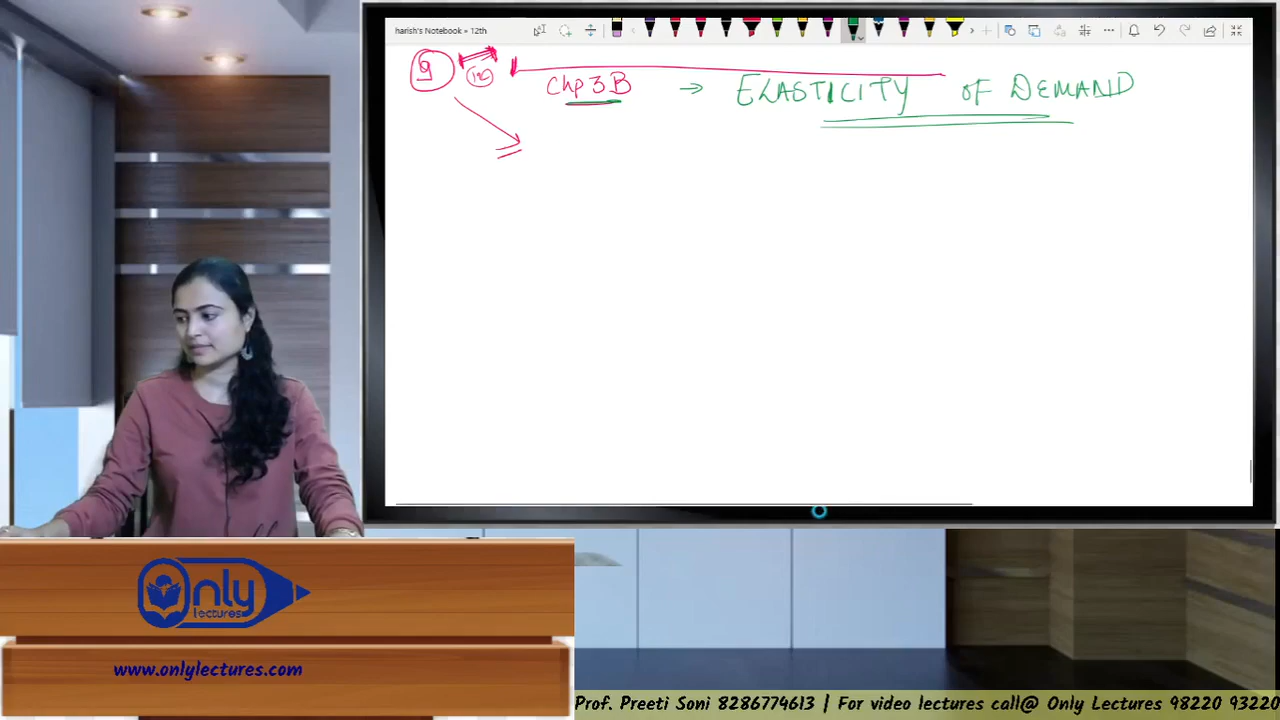 harish's Notebook » 12th
9 Chp 3B → ELASTICITY OF DEMAND
Only
lectures
www.onlylectures.com
Prof. Preeti Soni 8286774613 | For video lectures call@ Only Lectures 98220 93220